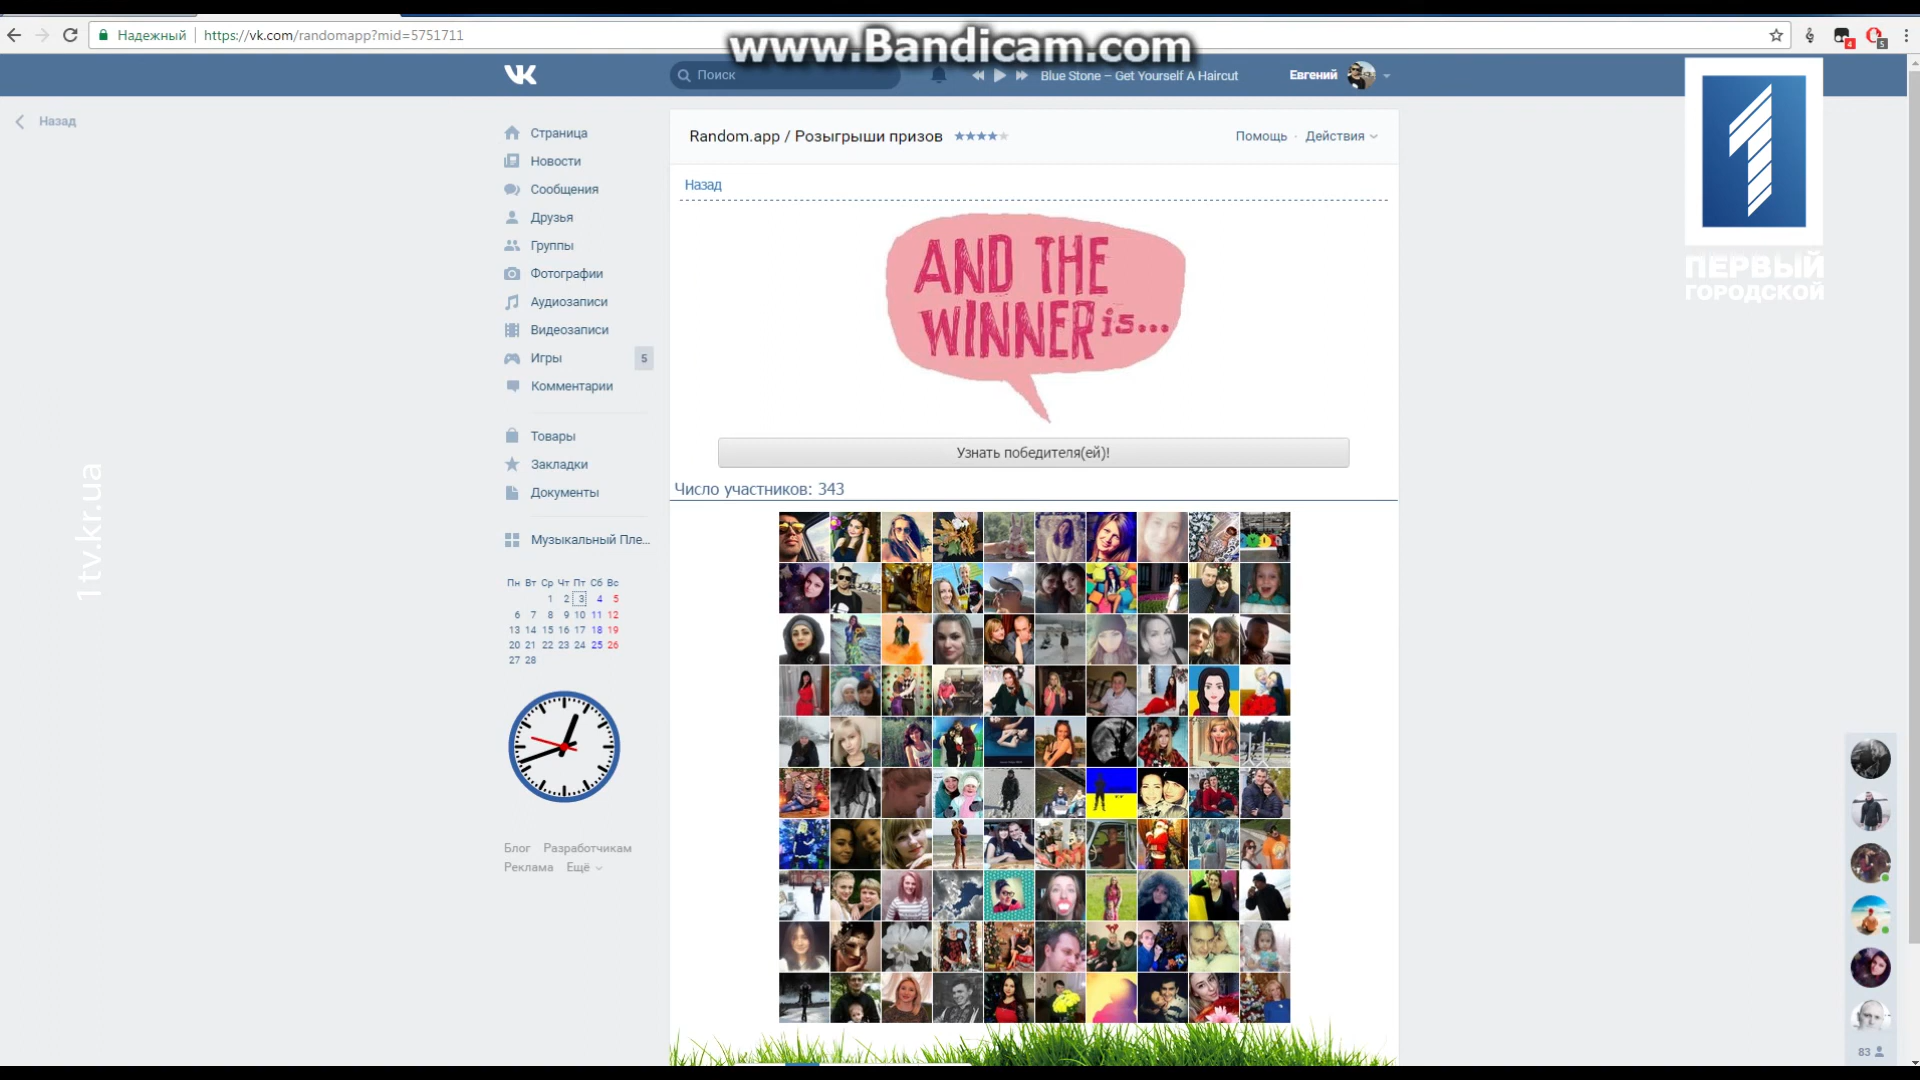 Надежный https://vk.com/randomapp?mid=5751711
www.Bandicam.com
Поиск
Blue Stone – Get Yourself A Haircut
Евгений
Назад
ПЕРВЫЙ
ГОРОДСКОЙ
1tv.kr.ua
Страница
Новости
Сообщения
Друзья
Группы
Фотографии
Аудиозаписи
Видеозаписи
Игры 5
Комментарии
Товары
Закладки
Документы
Музыкальный Пле...
Пн Вт Ср Чт Пт Сб Вс
1 2 3 4 5
6 7 8 9 10 11 12
13 14 15 16 17 18 19
20 21 22 23 24 25 26
27 28
Блог Разработчикам
Реклама Ещё
Random.app / Розыгрыши призов
Помощь · Действия
Назад
AND THE
WINNER is...
Узнать победителя(ей)!
Число участников: 343
83